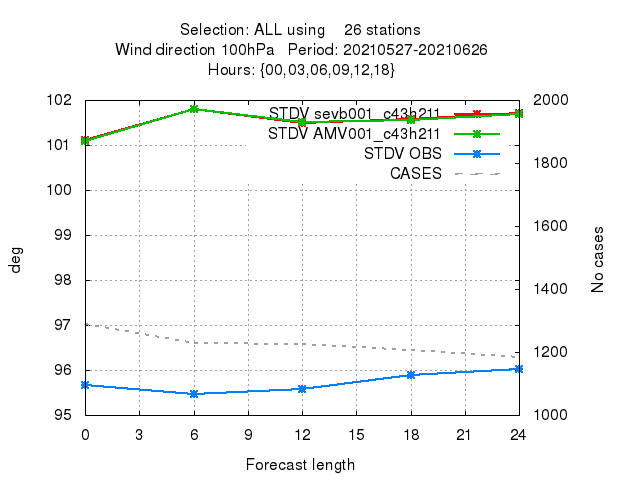 Selection: ALL using 26 stations
Wind direction 100hPa Period: 20210527-20210626
Hours: {00,03,06,09,12,18}
102 2000
STDV sevb001_c43h211
STDV AMV001_c43h211
101
STDV OBS
1800
CASES
100
99 1600
deg
No cases
98
1400
97
1200
96
95 1000
0 3 6 9 12 15 18 21 24
Forecast length